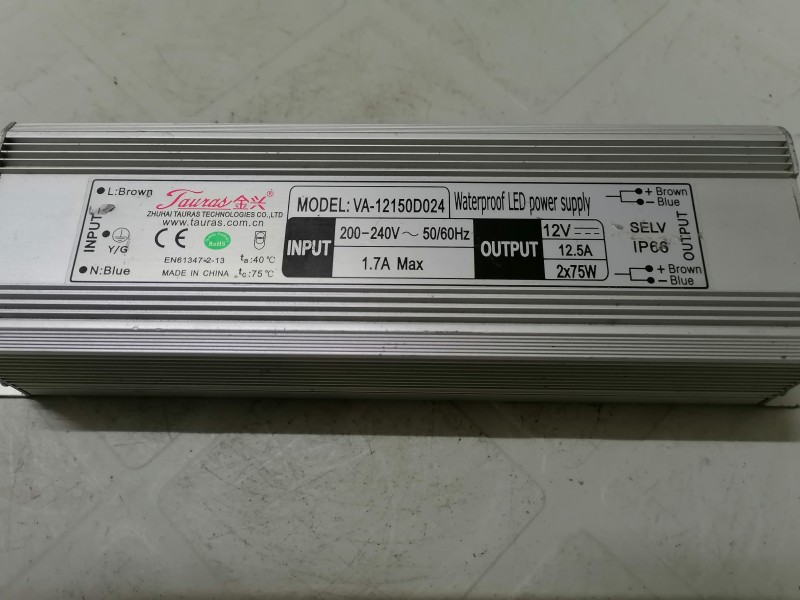 L:Brown
INPUT
Y/G
N:Blue
Tauras®金兴
ZHUHAI TAURAS TECHNOLOGIES CO.,LTD
www.tauras.com.cn
CE
RoHS
EN61347-2-13
ta:40℃
MADE IN CHINA
tc:75℃
MODEL: VA-12150D024
Waterproof LED power supply
INPUT
200-240V ~ 50/60Hz
1.7A Max
OUTPUT
12V⎓
12.5A
2x75W
+ Brown
- Blue
SELV
IP66
+ Brown
- Blue
OUTPUT